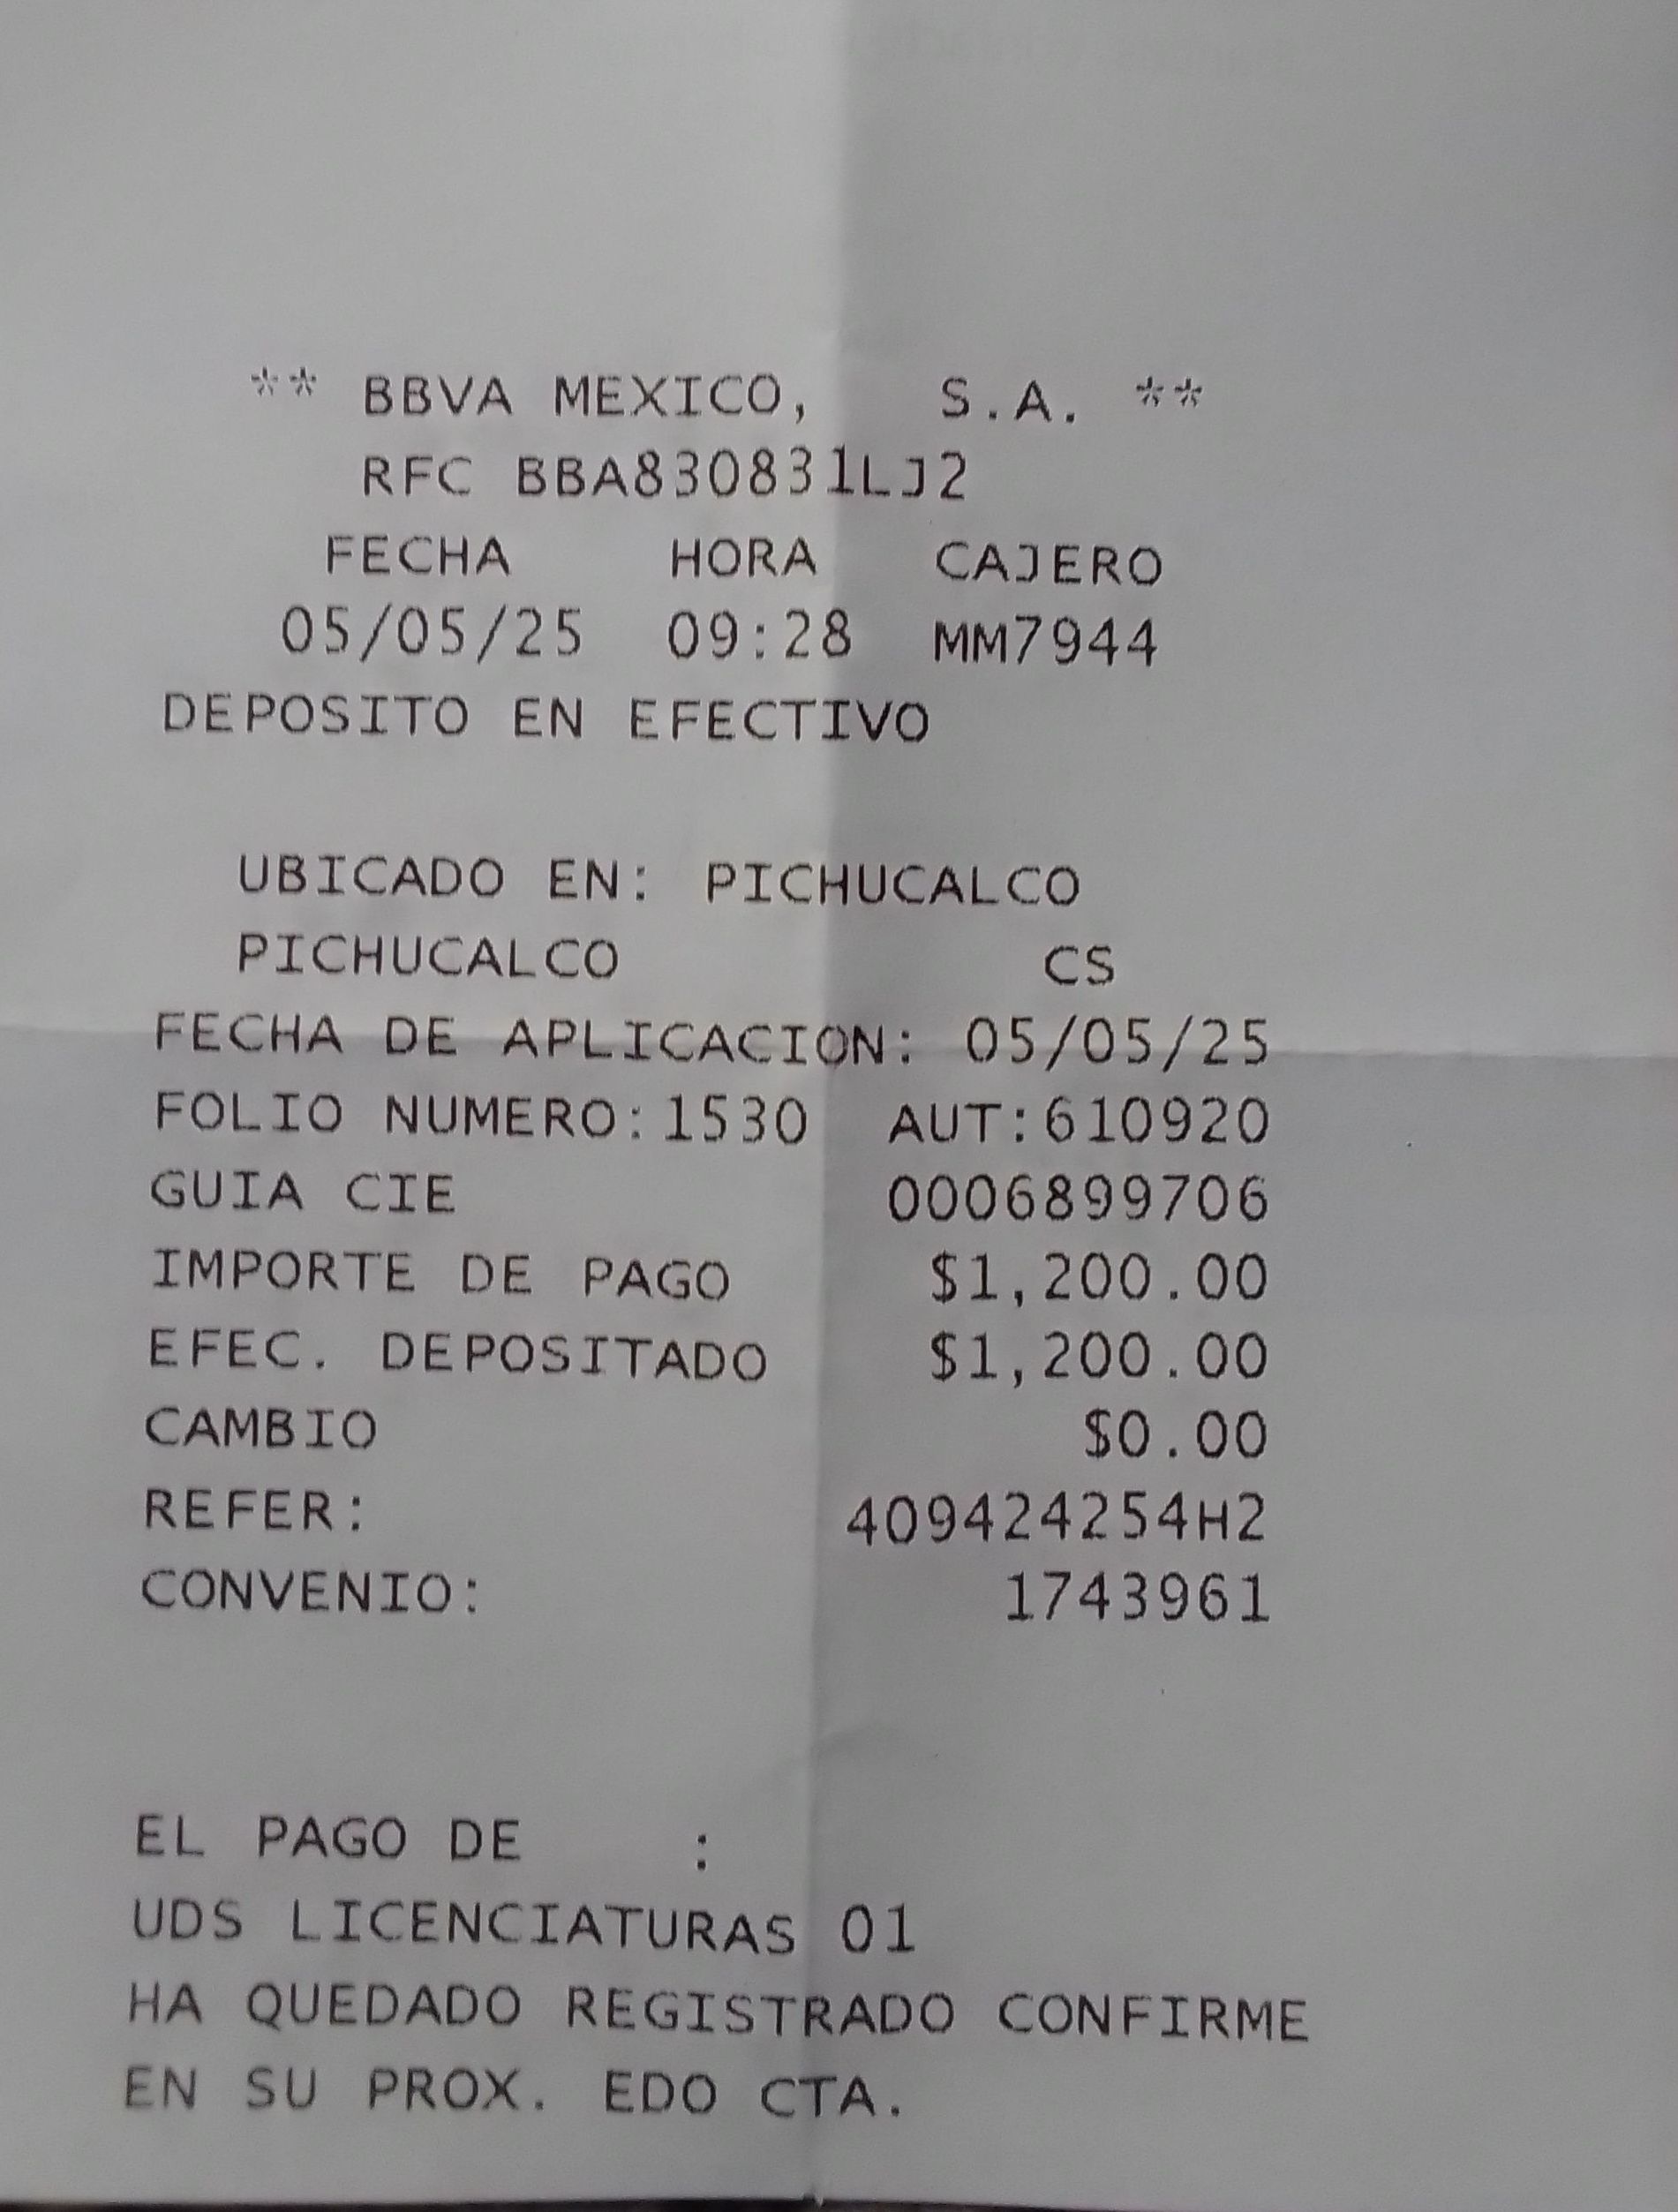 ** BBVA MEXICO, S.A. **
RFC BBA830831LJ2
FECHA HORA CAJERO
05/05/25 09:28 MM7944
DEPOSITO EN EFECTIVO
UBICADO EN: PICHUCALCO
PICHUCALCO CS
FECHA DE APLICACION: 05/05/25
FOLIO NUMERO:1530 AUT:610920
GUIA CIE 0006899706
IMPORTE DE PAGO $1,200.00
EFEC. DEPOSITADO $1,200.00
CAMBIO $0.00
REFER: 409424254H2
CONVENIO: 1743961
EL PAGO DE :
UDS LICENCIATURAS 01
HA QUEDADO REGISTRADO CONFIRME
EN SU PROX. EDO CTA.